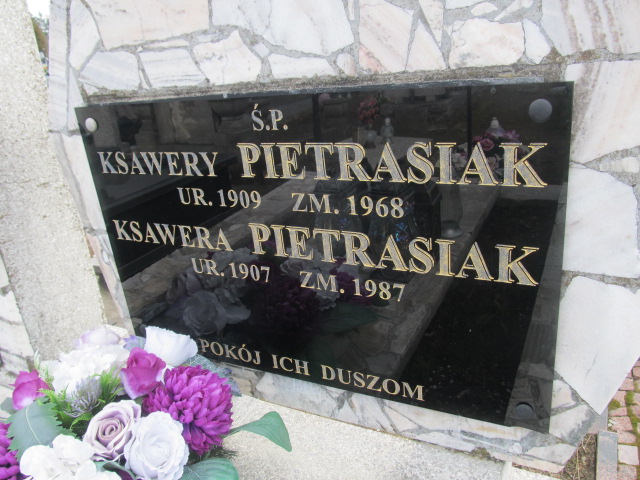 Ś.P.
KSAWERY PIETRASIAK
UR. 1909 ZM. 1968
KSAWERA PIETRASIAK
UR. 1907 ZM. 1987
POKÓJ ICH DUSZOM